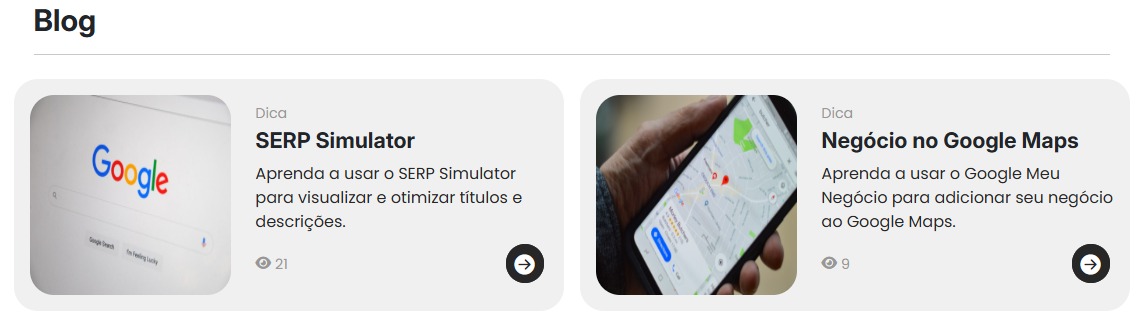 Blog
Google
Google Search
I'm Feeling Lucky
Dica
SERP Simulator
Aprenda a usar o SERP Simulator
para visualizar e otimizar títulos e
descrições.
21
Dica
Negócio no Google Maps
Aprenda a usar o Google Meu
Negócio para adicionar seu negócio
ao Google Maps.
9